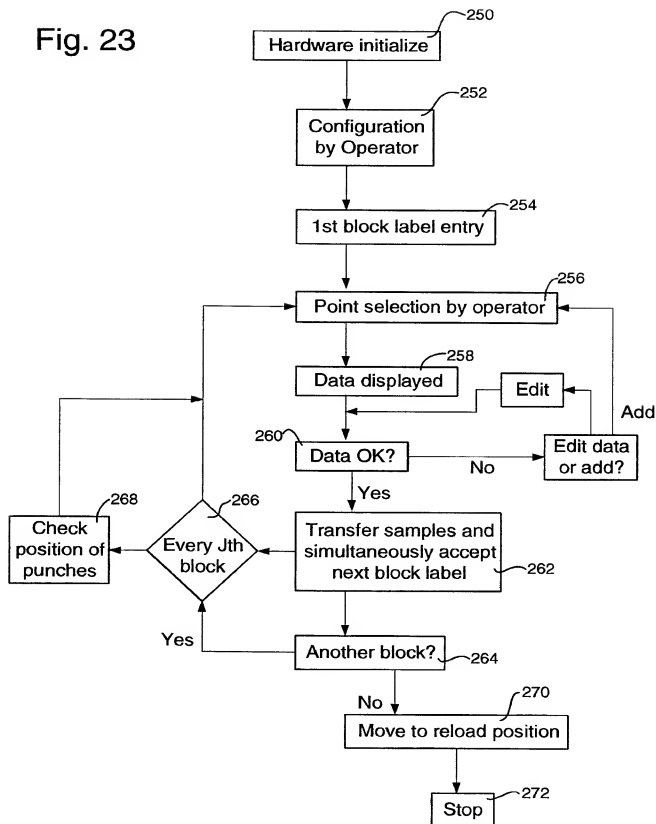 Fig. 23
250
Hardware initialize
252
Configuration
by Operator
254
1st block label entry
256
Point selection by operator
258
Data displayed
Edit
Add
260
Data OK?
No
Edit data
or add?
Yes
268
266
Check
position of
punches
Every Jth
block
Transfer samples and
simultaneously accept
next block label
262
Yes
Another block?
264
No
270
Move to reload position
272
Stop